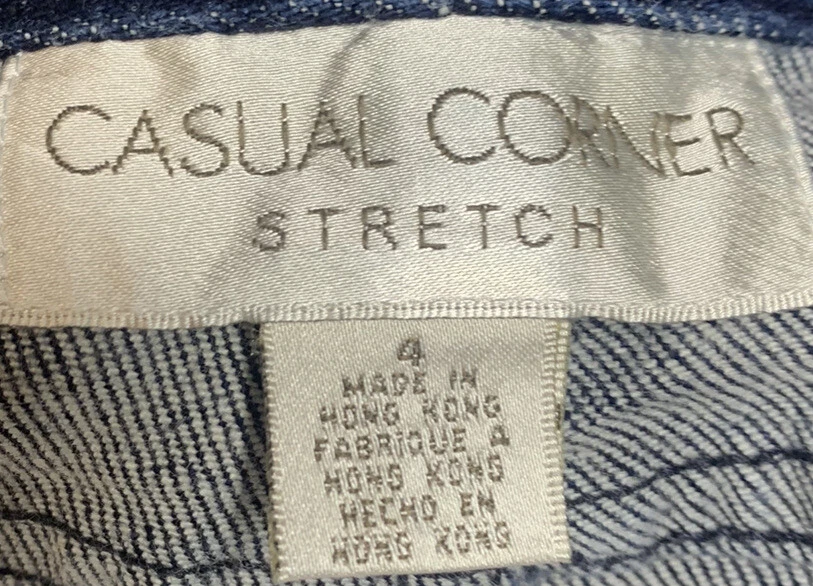 CASUAL CORNER
STRETCH
4
MADE IN
HONG KONG
FABRIQUE A
HONG KONG
HECHO EN
HONG KONG